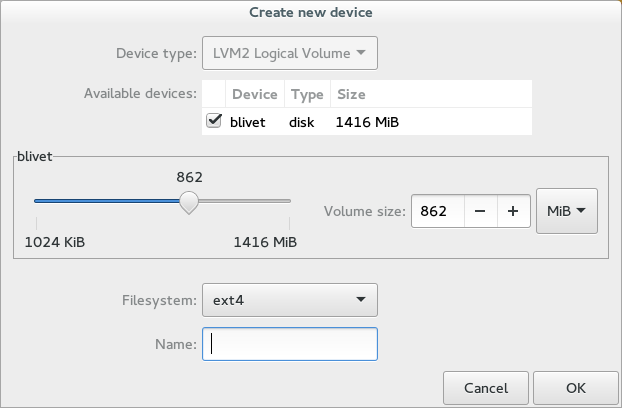 Create new device
Device type: LVM2 Logical Volume
Available devices: Device Type Size
blivet disk 1416 MiB
blivet
862
Volume size: 862 − + MiB
1024 KiB 1416 MiB
Filesystem: ext4
Name:
Cancel OK